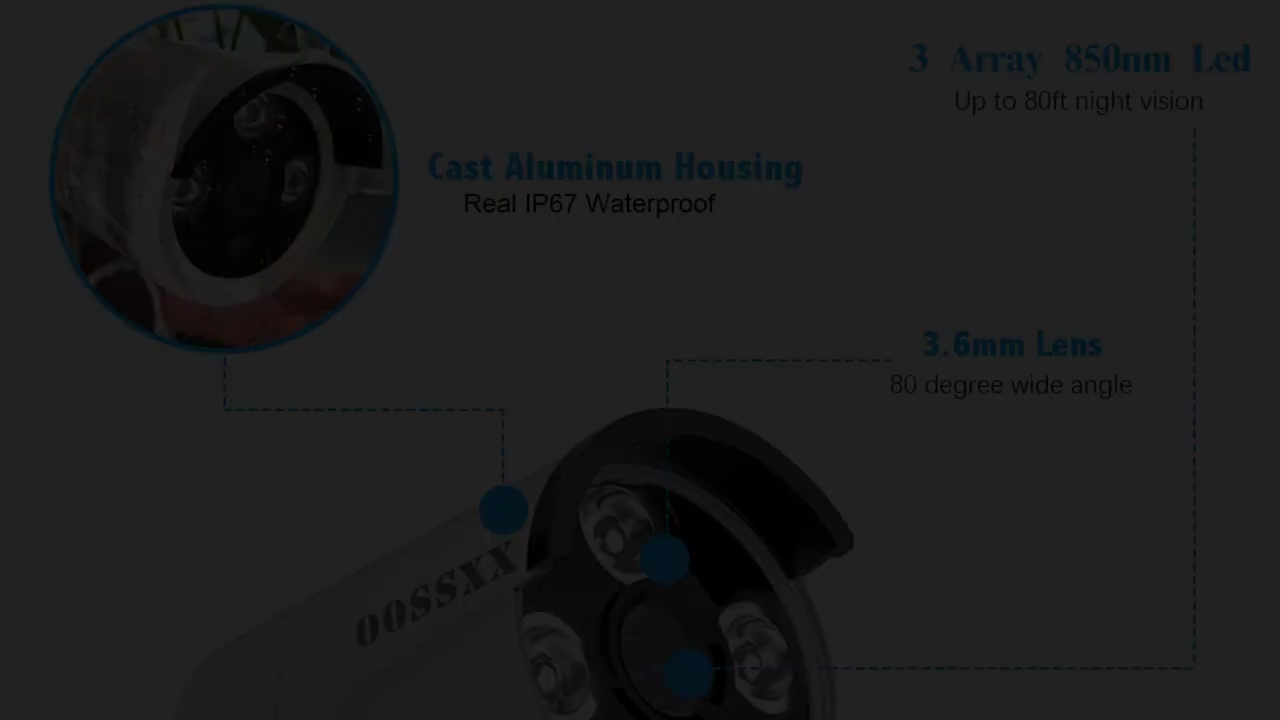 3 Array 850nm Led
Up to 80ft night vision
Cast Aluminum Housing
Real IP67 Waterproof
3.6mm Lens
80 degree wide angle
OOSSXX